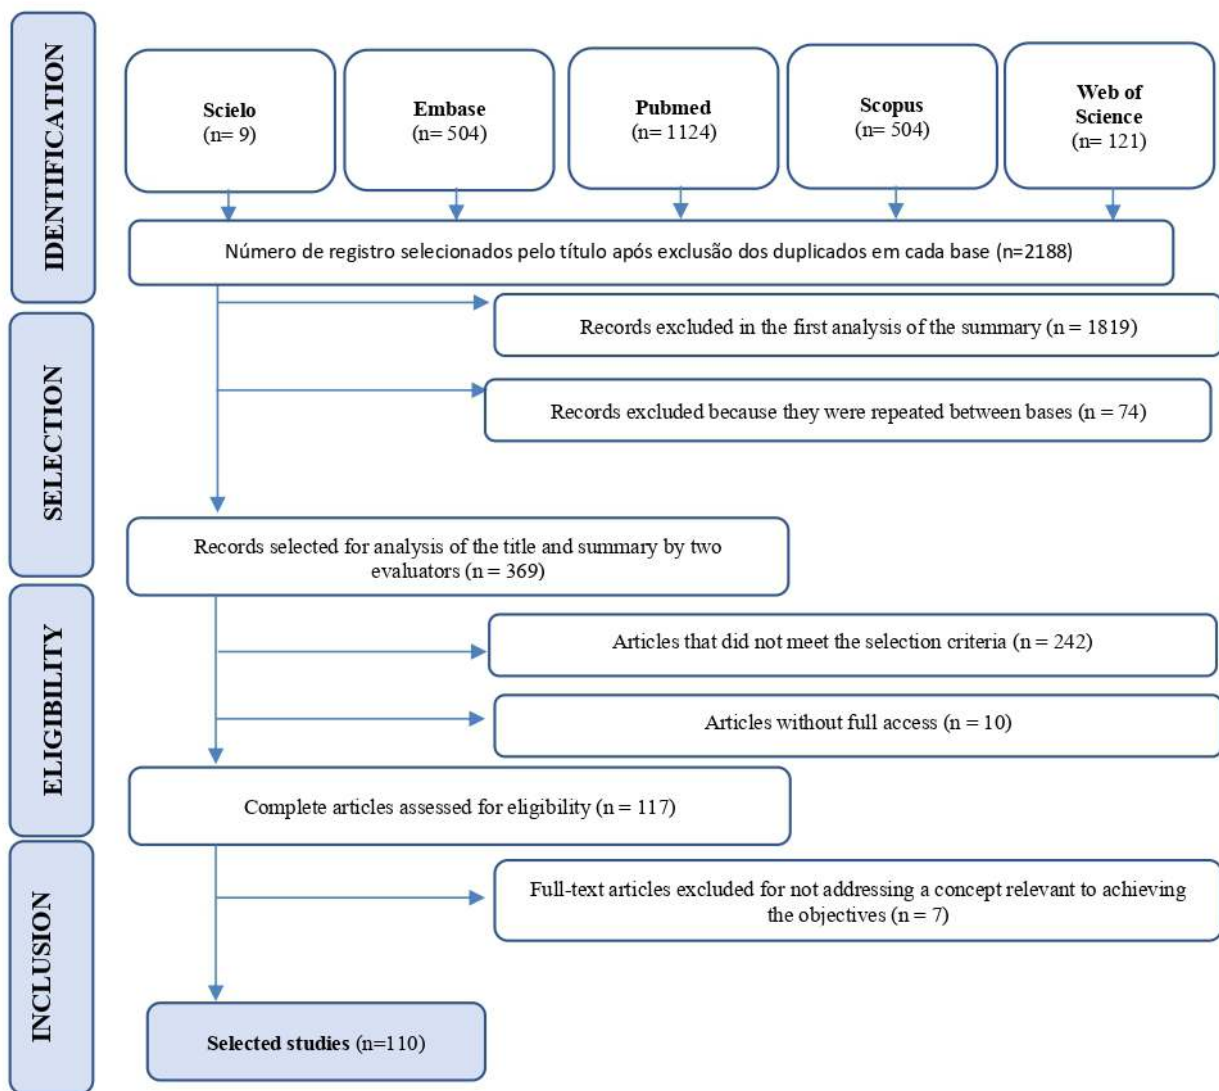 IDENTIFICATION
Scielo
(n= 9)
Embase
(n= 504)
Pubmed
(n= 1124)
Scopus
(n= 504)
Web of
Science
(n= 121)
Número de registro selecionados pelo título após exclusão dos duplicados em cada base (n=2188)
SELECTION
Records excluded in the first analysis of the summary (n = 1819)
Records excluded because they were repeated between bases (n = 74)
Records selected for analysis of the title and summary by two
evaluators (n = 369)
ELIGIBILITY
Articles that did not meet the selection criteria (n = 242)
Articles without full access (n = 10)
Complete articles assessed for eligibility (n = 117)
INCLUSION
Full-text articles excluded for not addressing a concept relevant to achieving
the objectives (n = 7)
Selected studies (n=110)